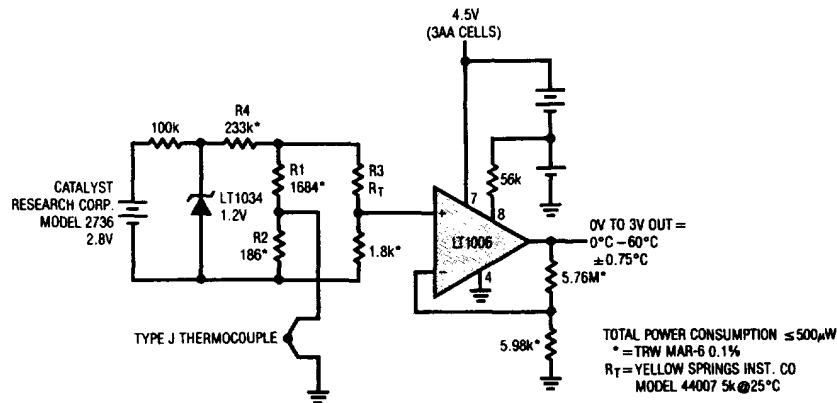 4.5V
(3AA CELLS)
100k
R4
233k*
CATALYST
RESEARCH CORP.
MODEL 2736
2.8V
LT1034
1.2V
R1
1684*
R2
186*
R3
RT
1.8k*
56k
7
8
+
LT1006
−
4
0V TO 3V OUT =
0°C – 60°C
±0.75°C
5.76M*
5.98k*
TYPE J THERMOCOUPLE
TOTAL POWER CONSUMPTION ≤500µW
* = TRW MAR-6 0.1%
RT = YELLOW SPRINGS INST. CO
MODEL 44007 5k@25°C